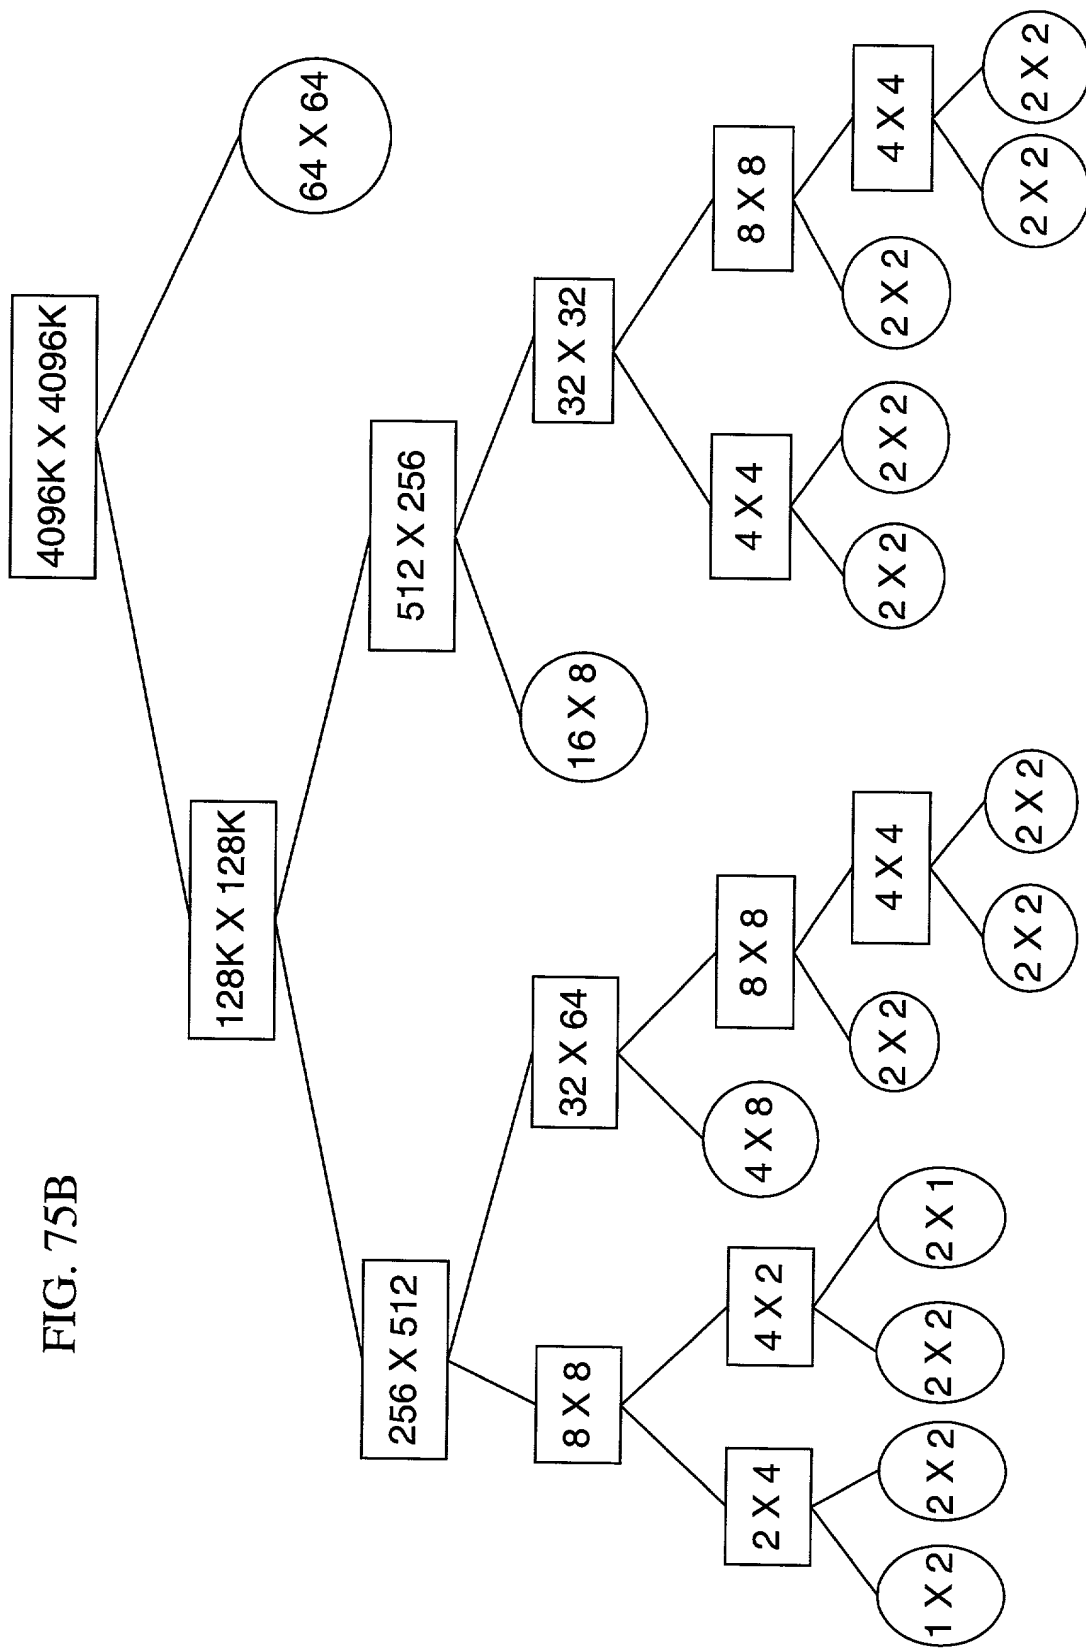 FIG. 75B
4096K X 4096K
128K X 128K
64 X 64
256 X 512
512 X 256
8 X 8
32 X 64
16 X 8
32 X 32
2 X 4
4 X 2
4 X 8
8 X 8
4 X 4
8 X 8
1 X 2
2 X 2
2 X 2
2 X 1
2 X 2
4 X 4
2 X 2
2 X 2
2 X 2
4 X 4
2 X 2
2 X 2
2 X 2
2 X 2